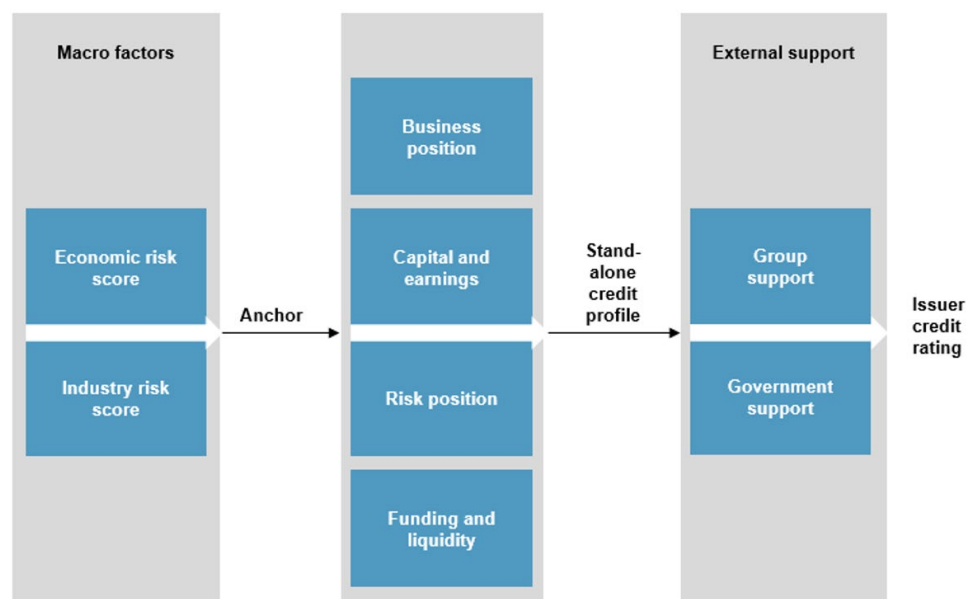 Macro factors
Economic risk
score
Industry risk
score
Anchor
Business
position
Capital and
earnings
Risk position
Funding and
liquidity
Stand-
alone
credit
profile
External support
Group
support
Government
support
Issuer
credit
rating